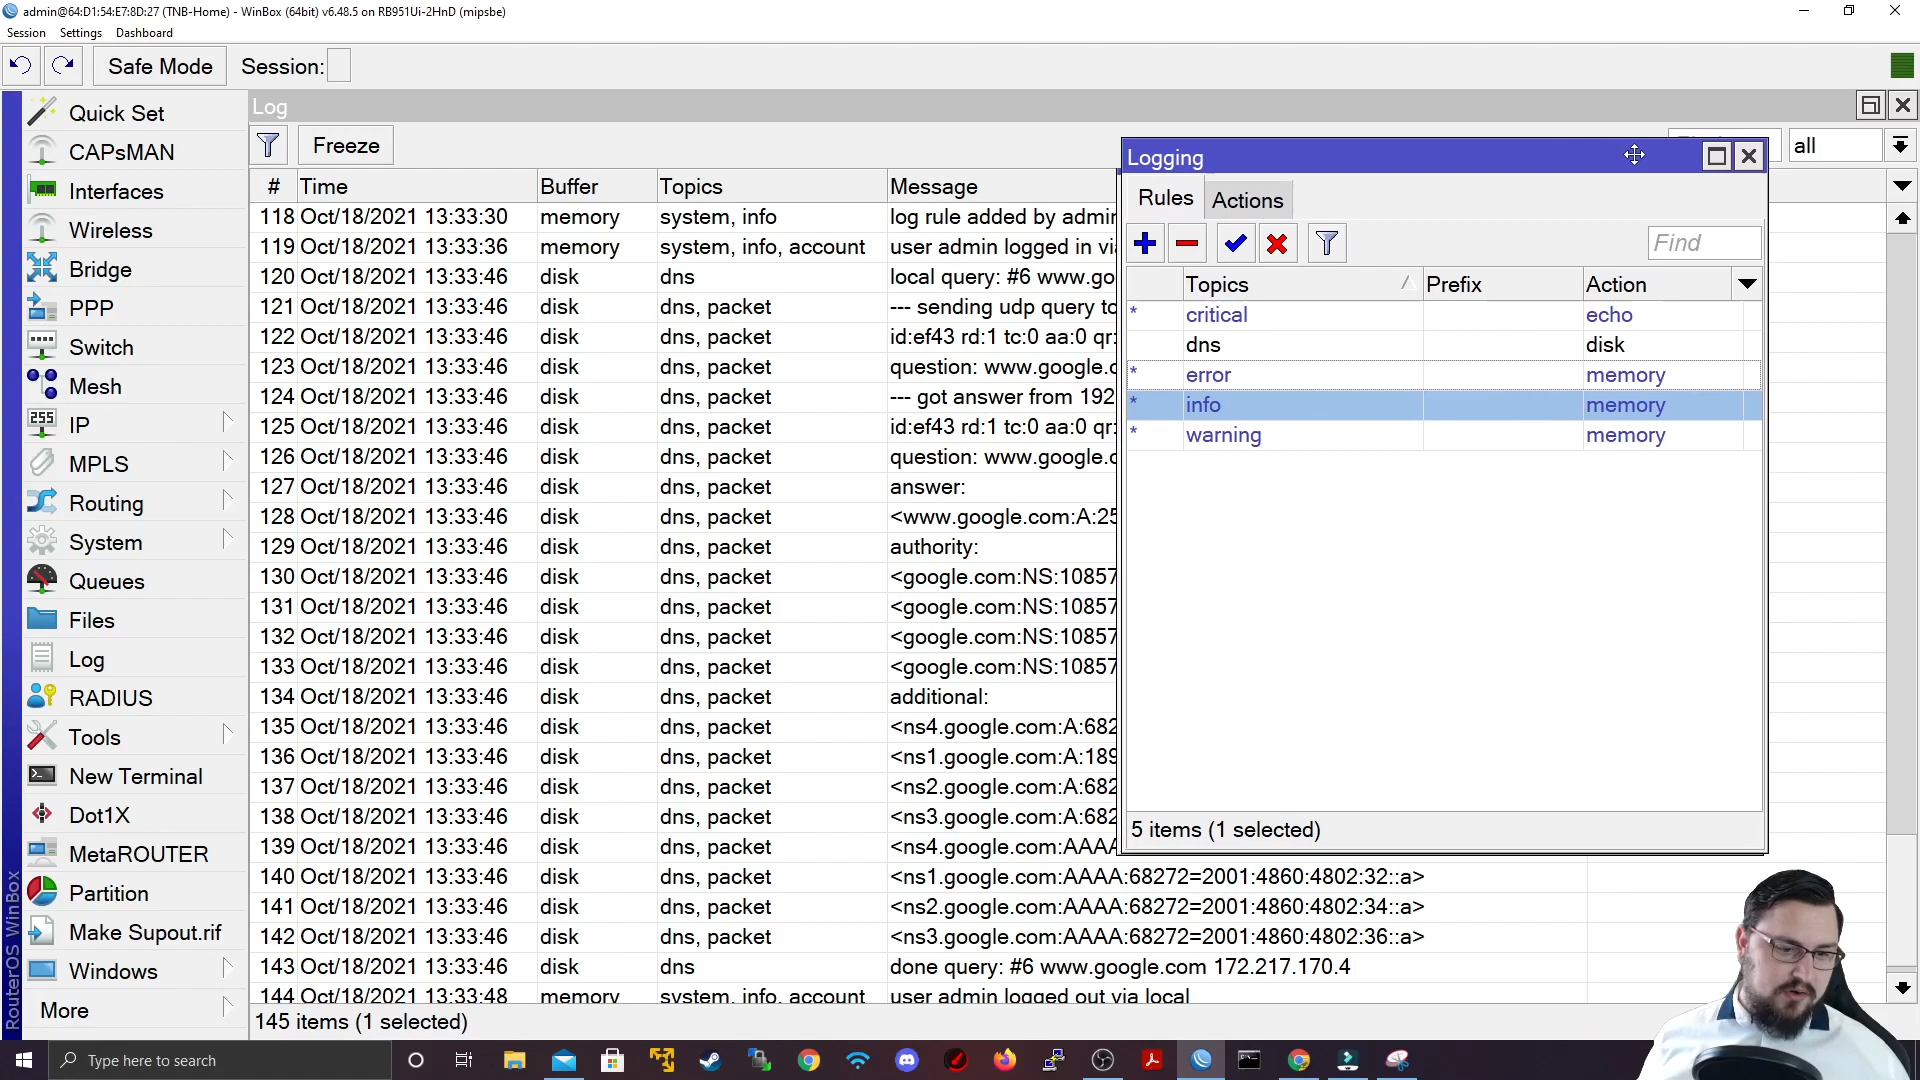 admin@64:D1:54:E7:8D:27 (TNB-Home) - WinBox (64bit) v6.48.5 on RB951Ui-2HnD (mipsbe)
Session Settings Dashboard
Safe Mode Session:
Quick Set
CAPsMAN
Interfaces
Wireless
Bridge
PPP
Switch
Mesh
255
IP
MPLS
Routing
System
Queues
Files
Log
RADIUS
Tools
New Terminal
Dot1X
MetaROUTER
Partition
Make Supout.rif
Windows
More
RouterOS WinBox
Log
Freeze
all
# Time Buffer Topics Message
118 Oct/18/2021 13:33:30 memory system, info log rule added by admin
119 Oct/18/2021 13:33:36 memory system, info, account user admin logged in via
120 Oct/18/2021 13:33:46 disk dns local query: #6 www.go
121 Oct/18/2021 13:33:46 disk dns, packet --- sending udp query to
122 Oct/18/2021 13:33:46 disk dns, packet id:ef43 rd:1 tc:0 aa:0 qr:
123 Oct/18/2021 13:33:46 disk dns, packet question: www.google.c
124 Oct/18/2021 13:33:46 disk dns, packet --- got answer from 192
125 Oct/18/2021 13:33:46 disk dns, packet id:ef43 rd:1 tc:0 aa:0 qr:
126 Oct/18/2021 13:33:46 disk dns, packet question: www.google.c
127 Oct/18/2021 13:33:46 disk dns, packet answer:
128 Oct/18/2021 13:33:46 disk dns, packet <www.google.com:A:25
129 Oct/18/2021 13:33:46 disk dns, packet authority:
130 Oct/18/2021 13:33:46 disk dns, packet <google.com:NS:10857
131 Oct/18/2021 13:33:46 disk dns, packet <google.com:NS:10857
132 Oct/18/2021 13:33:46 disk dns, packet <google.com:NS:10857
133 Oct/18/2021 13:33:46 disk dns, packet <google.com:NS:10857
134 Oct/18/2021 13:33:46 disk dns, packet additional:
135 Oct/18/2021 13:33:46 disk dns, packet <ns4.google.com:A:682
136 Oct/18/2021 13:33:46 disk dns, packet <ns1.google.com:A:189
137 Oct/18/2021 13:33:46 disk dns, packet <ns2.google.com:A:682
138 Oct/18/2021 13:33:46 disk dns, packet <ns3.google.com:A:682
139 Oct/18/2021 13:33:46 disk dns, packet <ns4.google.com:AAAA
140 Oct/18/2021 13:33:46 disk dns, packet <ns1.google.com:AAAA:68272=2001:4860:4802:32::a>
141 Oct/18/2021 13:33:46 disk dns, packet <ns2.google.com:AAAA:68272=2001:4860:4802:34::a>
142 Oct/18/2021 13:33:46 disk dns, packet <ns3.google.com:AAAA:68272=2001:4860:4802:36::a>
143 Oct/18/2021 13:33:46 disk dns done query: #6 www.google.com 172.217.170.4
144 Oct/18/2021 13:33:48 memory system, info, account user admin logged out via local
145 items (1 selected)
Logging
Rules Actions
Find
Topics Prefix Action
* critical echo
dns disk
* error memory
* info memory
* warning memory
5 items (1 selected)
Type here to search